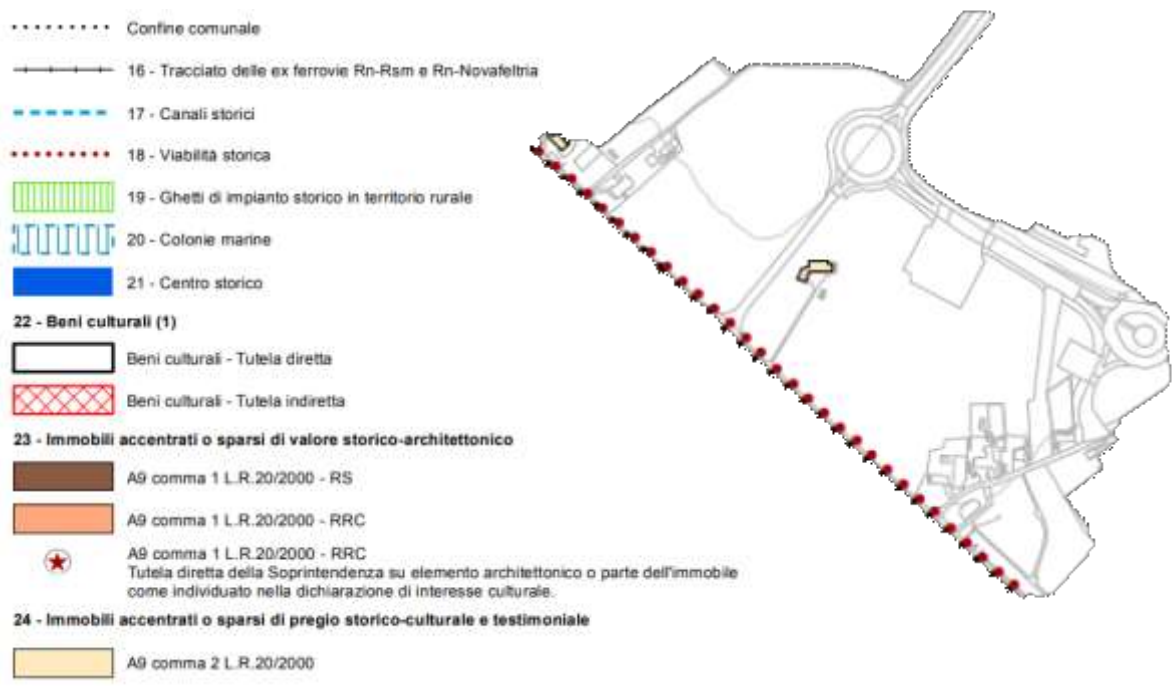 Confine comunale
16 - Tracciato delle ex ferrovie Rn-Rsm e Rn-Novafeltria
17 - Canali storici
18 - Viabilità storica
19 - Ghetti di impianto storico in territorio rurale
20 - Colonie marine
21 - Centro storico
22 - Beni culturali (1)
Beni culturali - Tutela diretta
Beni culturali - Tutela indiretta
23 - Immobili accentrati o sparsi di valore storico-architettonico
A9 comma 1 L.R.20/2000 - RS
A9 comma 1 L.R.20/2000 - RRC
A9 comma 1 L.R.20/2000 - RRC
Tutela diretta della Soprintendenza su elemento architettonico o parte dell'immobile
come individuato nella dichiarazione di interesse culturale.
24 - Immobili accentrati o sparsi di pregio storico-culturale e testimoniale
A9 comma 2 L.R.20/2000